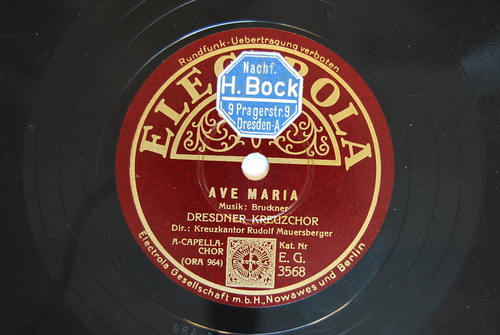 Rundfunk-Uebertragung verboten
ELECTROLA
Nachf.
H. Bock
9 Pragerstr. 9
Dresden-A
AVE MARIA
Musik: Bruckner
DRESDNER KREUZCHOR
Dir.: Kreuzkantor Rudolf Mauersberger
A-CAPELLA-
CHOR
(ORA 964)
Kat. Nr
E. G.
3568
Electrola Gesellschaft m.b.H., Nowawes und Berlin
ORA